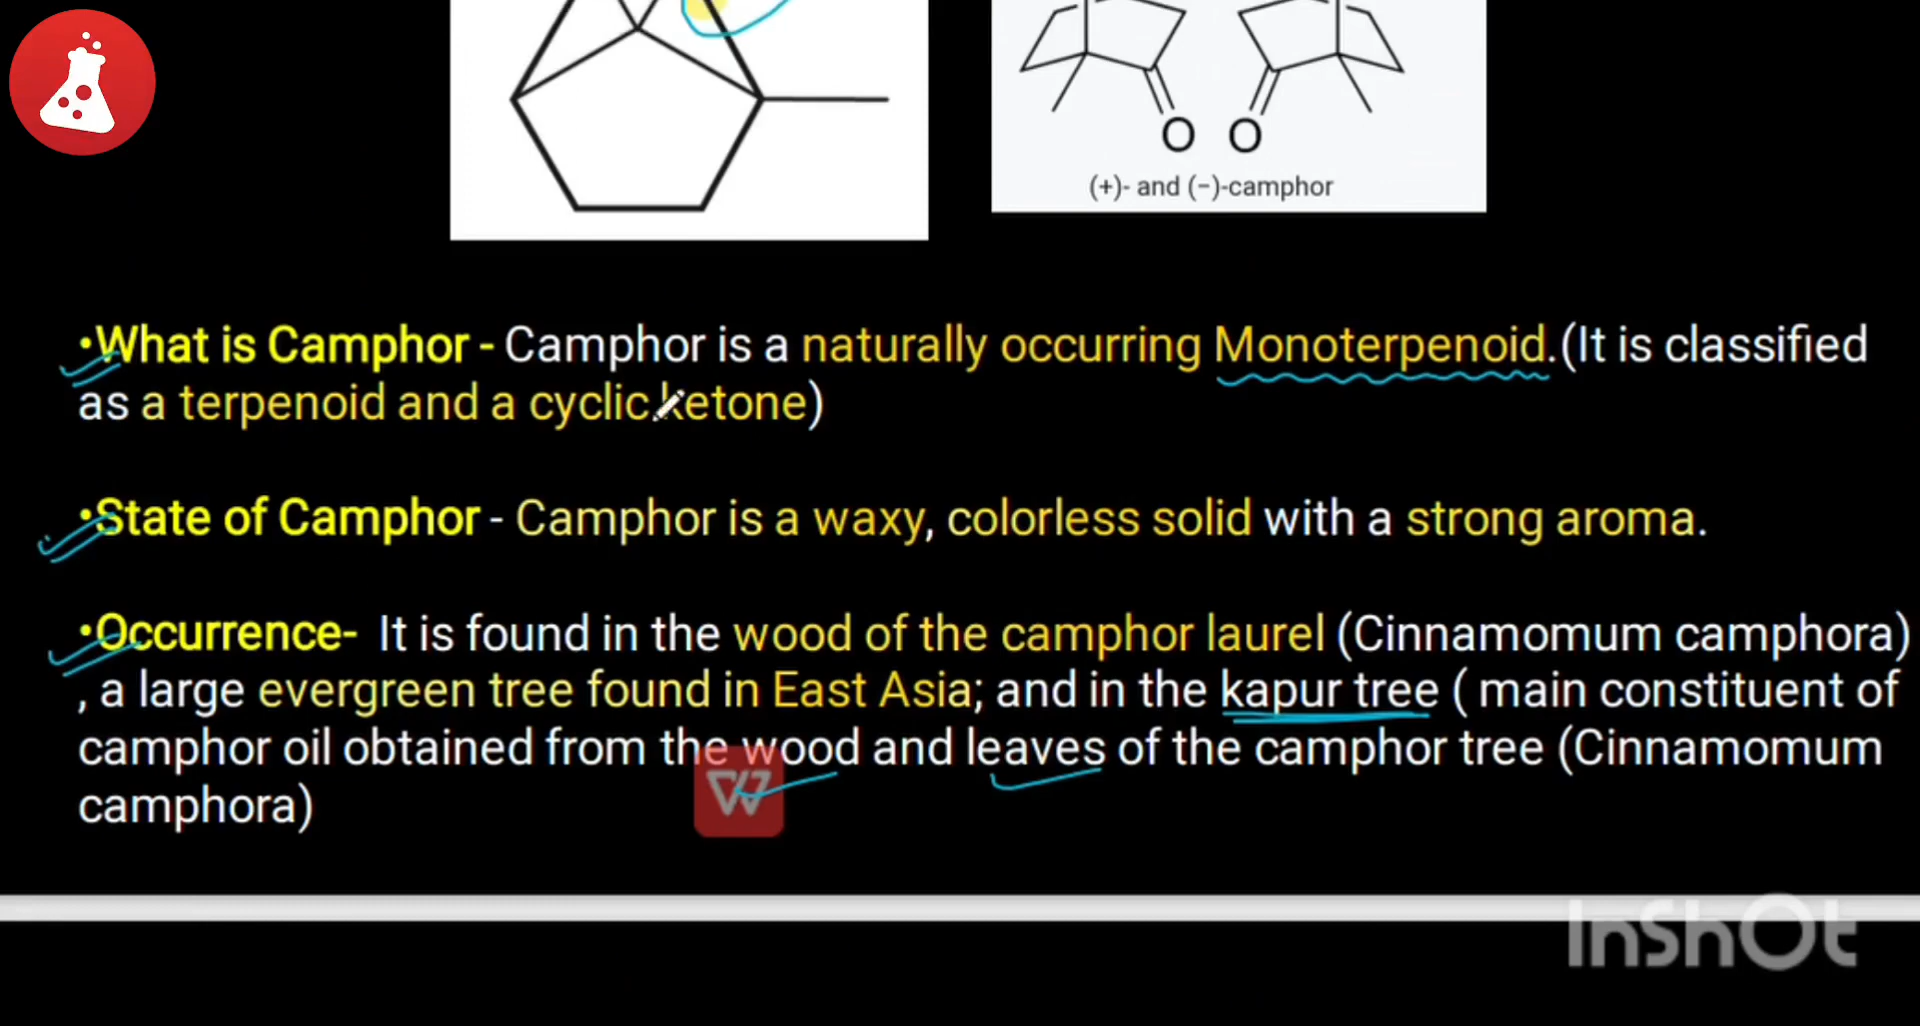 O O
(+)- and (−)-camphor
•What is Camphor - Camphor is a naturally occurring Monoterpenoid.(It is classified
as a terpenoid and a cyclic ketone)
•State of Camphor - Camphor is a waxy, colorless solid with a strong aroma.
•Occurrence- It is found in the wood of the camphor laurel (Cinnamomum camphora)
, a large evergreen tree found in East Asia; and in the kapur tree ( main constituent of
camphor oil obtained from the wood and leaves of the camphor tree (Cinnamomum
camphora)
W
InShOt